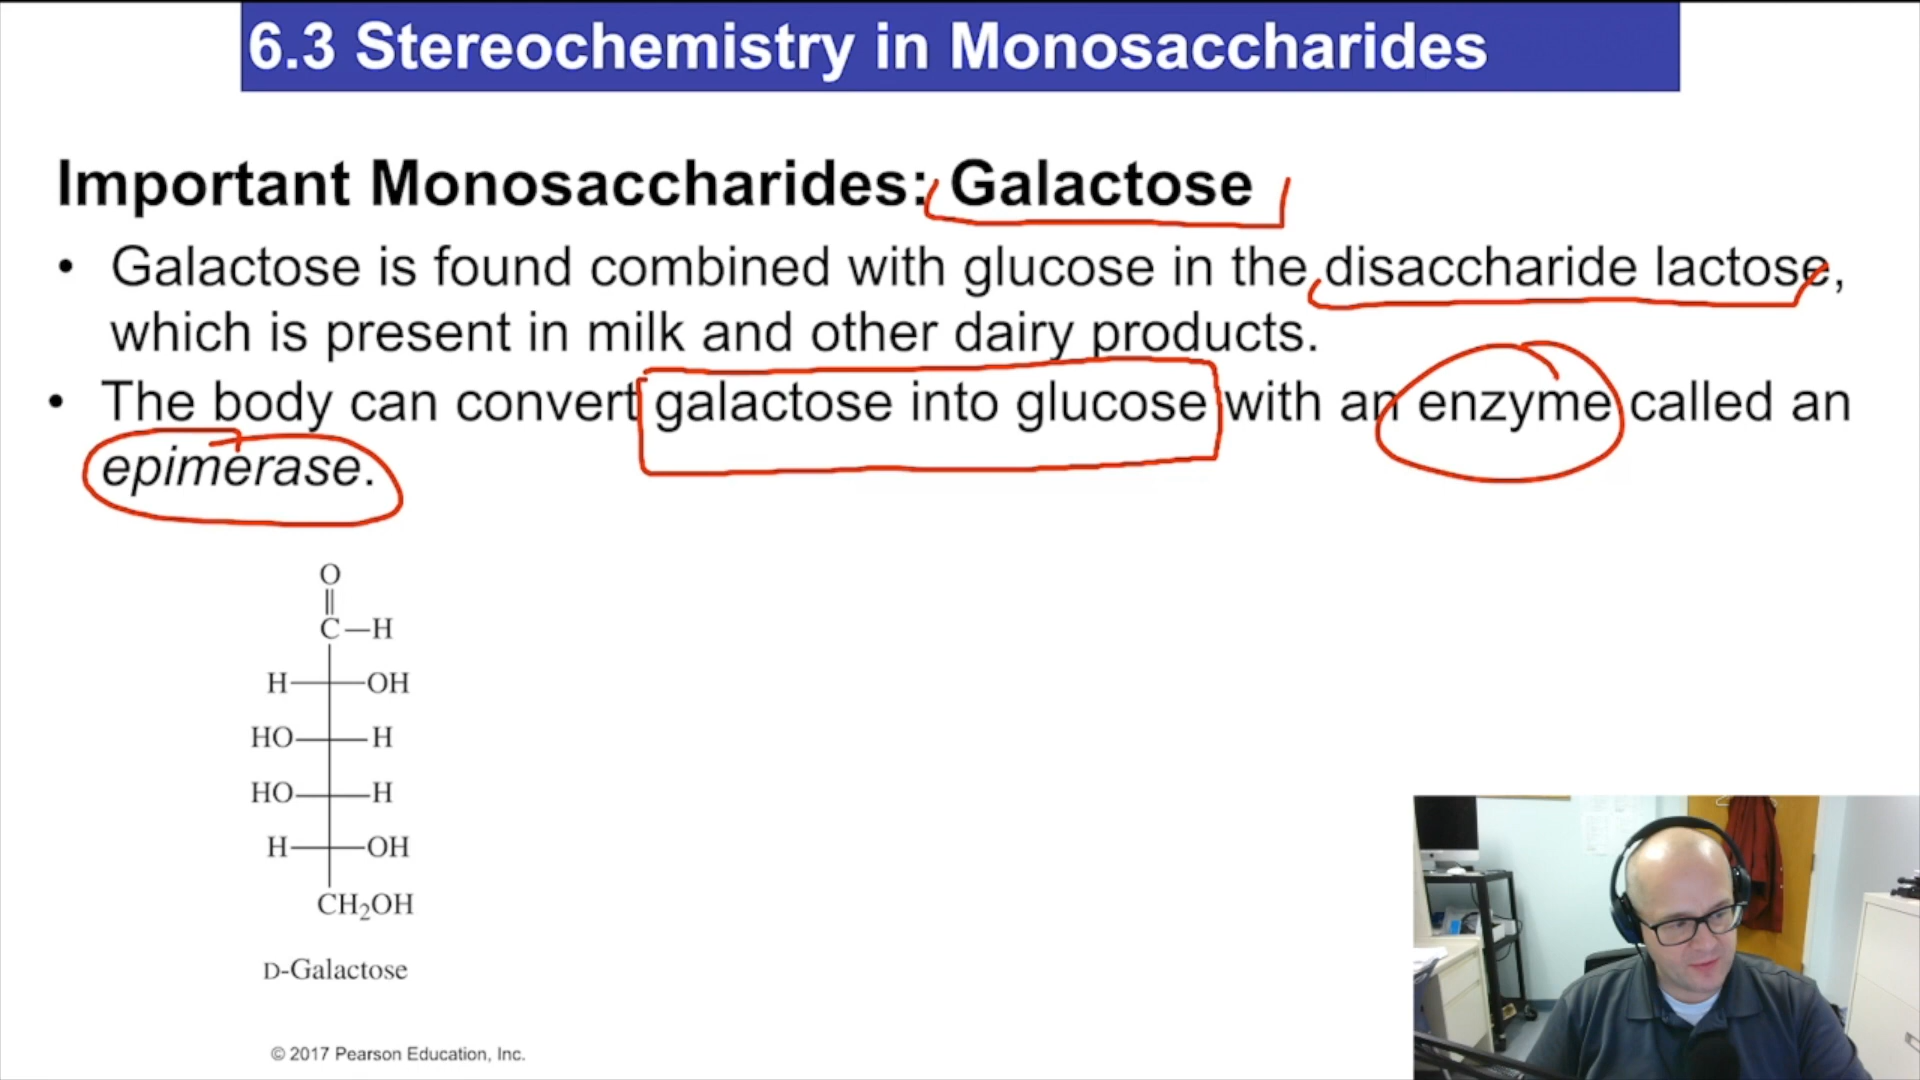 6.3 Stereochemistry in Monosaccharides
Important Monosaccharides: Galactose
• Galactose is found combined with glucose in the disaccharide lactose,
which is present in milk and other dairy products.
• The body can convert galactose into glucose with an enzyme called an
epimerase.
O
C—H
H OH
HO H
HO H
H OH
CH₂OH
D-Galactose
© 2017 Pearson Education, Inc.